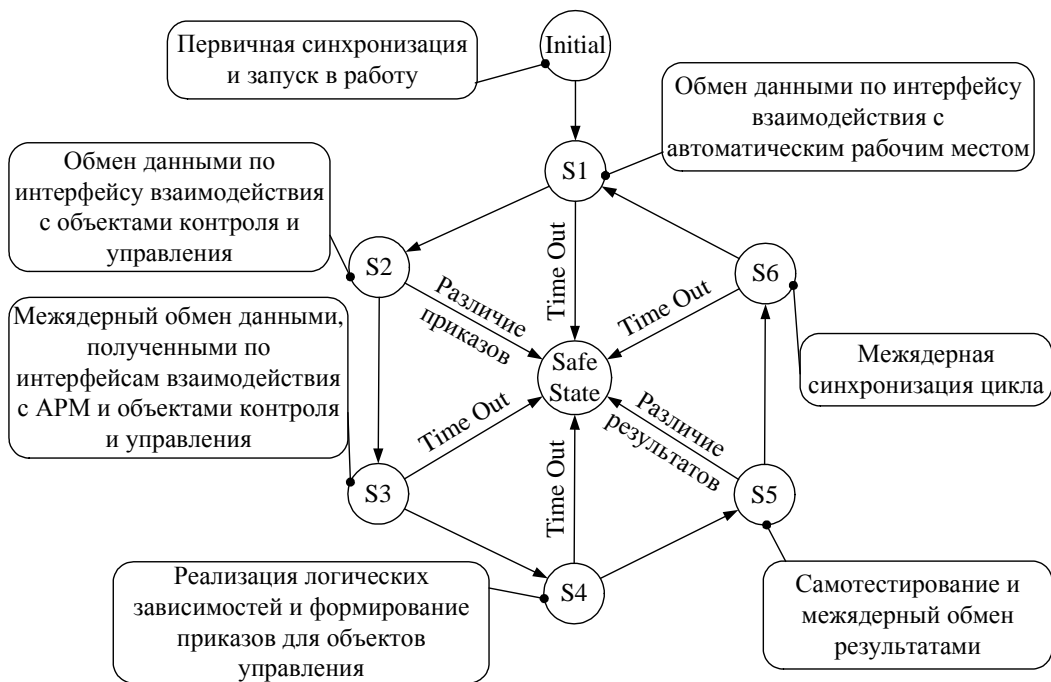 Первичная синхронизация
и запуск в работу
Initial
Обмен данными по интерфейсу
взаимодействия с
автоматическим рабочим местом
S1
Обмен данными по
интерфейсу взаимодействия
с объектами контроля и
управления
S2
Различие
приказов
Time Out
Time Out
S6
Межядерный обмен данными,
полученными по
интерфейсам взаимодействия
с АРМ и объектами контроля
и управления
Safe
State
Межядерная
синхронизация цикла
S3
Time Out
Time Out
Различие
результатов
S5
S4
Реализация логических
зависимостей и формирование
приказов для объектов
управления
Самотестирование и
межядерный обмен
результатами